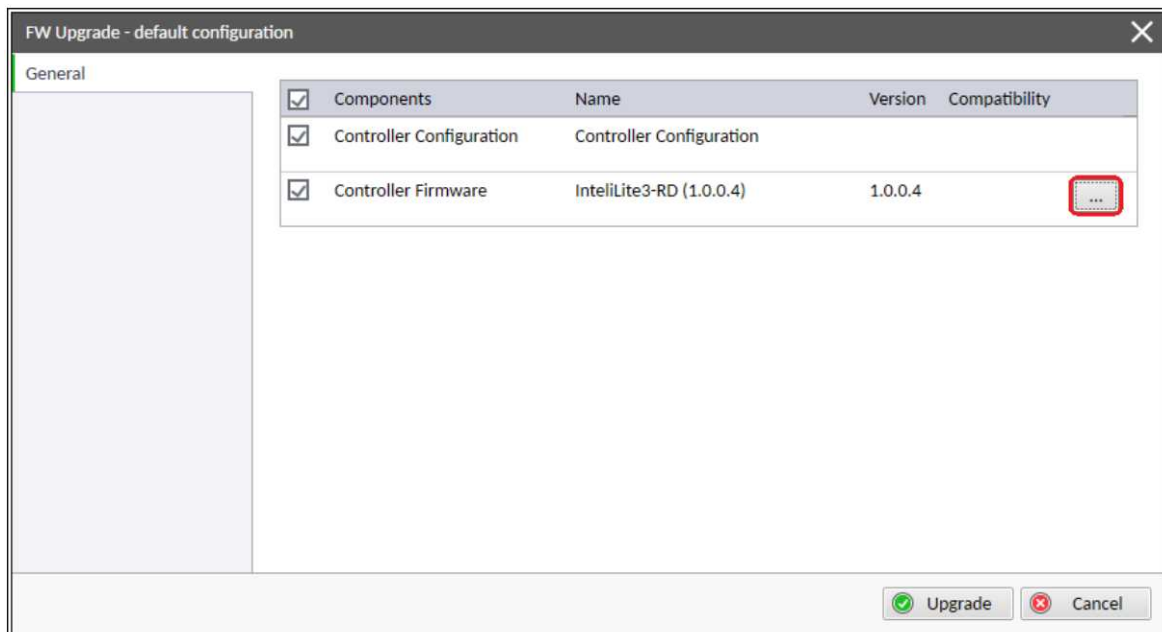 FW Upgrade - default configuration
General
Components Name Version Compatibility
Controller Configuration Controller Configuration
Controller Firmware InteliLite3-RD (1.0.0.4) 1.0.0.4 ...
Upgrade Cancel